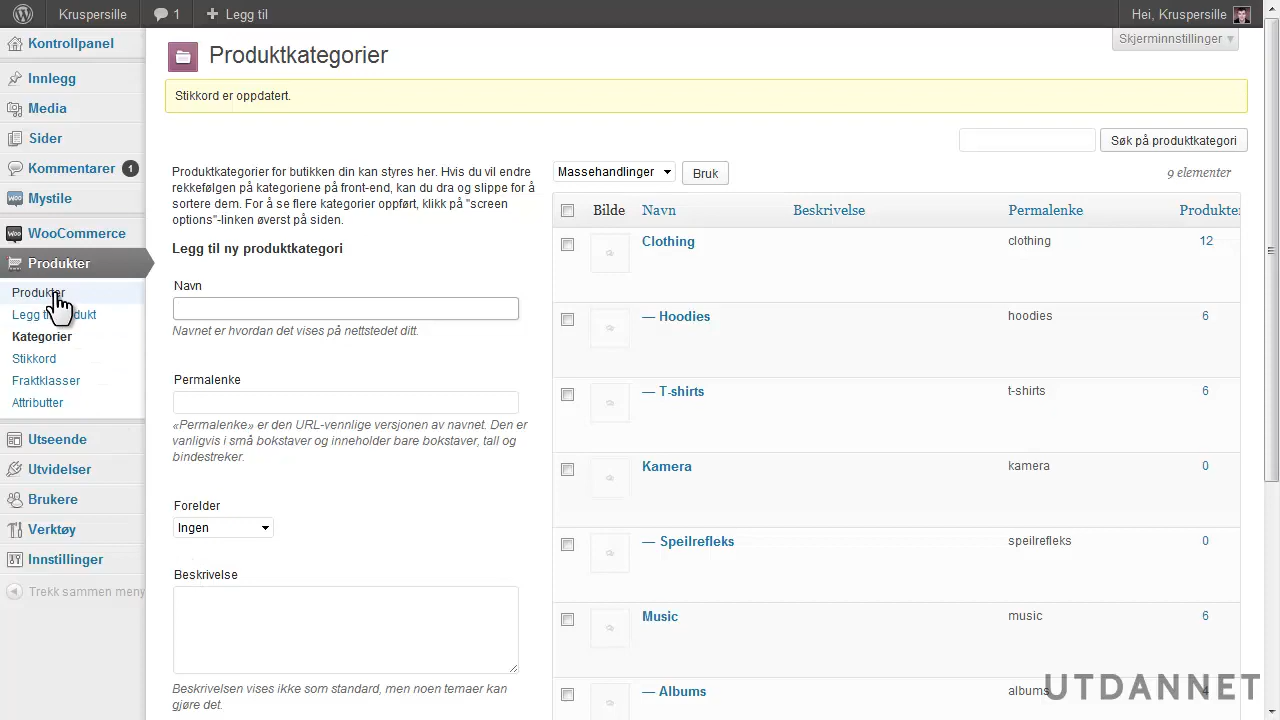 Kruspersille
1
Legg til
Hei, Kruspersille
Kontrollpanel
Innlegg
Media
Sider
Kommentarer 1
Mystile
WooCommerce
Produkter
Produkter
Kategorier
Stikkord
Fraktklasser
Attributter
Utseende
Utvidelser
Brukere
Verktøy
Innstillinger
Trekk sammen meny
Skjerminnstillinger
Produktkategorier
Stikkord er oppdatert.
Søk på produktkategori
Produktkategorier for butikken din kan styres her. Hvis du vil endre
rekkefølgen på kategoriene på front-end, kan du dra og slippe for å
sortere dem. For å se flere kategorier oppført, klikk på "screen
options"-linken øverst på siden.
Legg til ny produktkategori
Navn
Navnet er hvordan det vises på nettstedet ditt.
Permalenke
«Permalenke» er den URL-vennlige versjonen av navnet. Den er
vanligvis i små bokstaver og inneholder bare bokstaver, tall og
bindestreker.
Forelder
Ingen
Beskrivelse
Beskrivelsen vises ikke som standard, men noen temaer kan
gjøre det.
Massehandlinger
Bruk
9 elementer
Bilde Navn Beskrivelse Permalenke Produkter
Clothing clothing 12
— Hoodies hoodies 6
— T-shirts t-shirts 6
Kamera kamera 0
— Speilrefleks speilrefleks 0
Music music 6
— Albums albums 4
UTDANNET